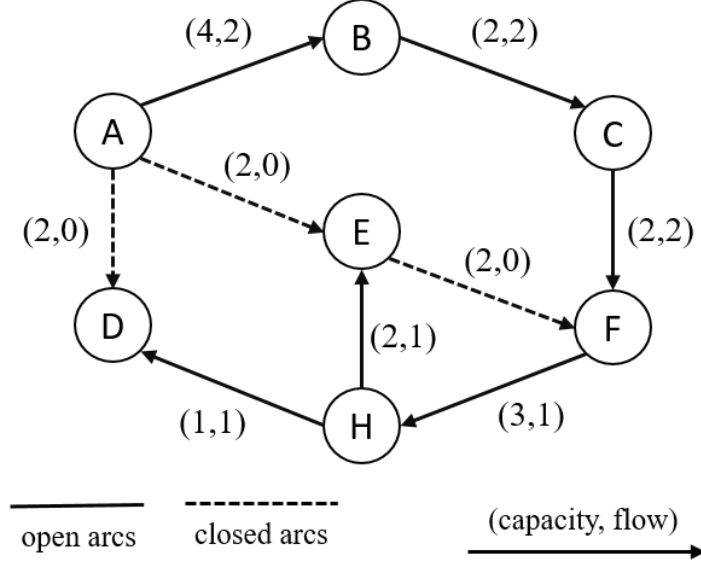 (4,2)
B
(2,2)
A
C
(2,0)
(2,0)
E
(2,2)
(2,0)
D
F
(2,1)
(1,1)
H
(3,1)
open arcs
closed arcs
(capacity, flow)